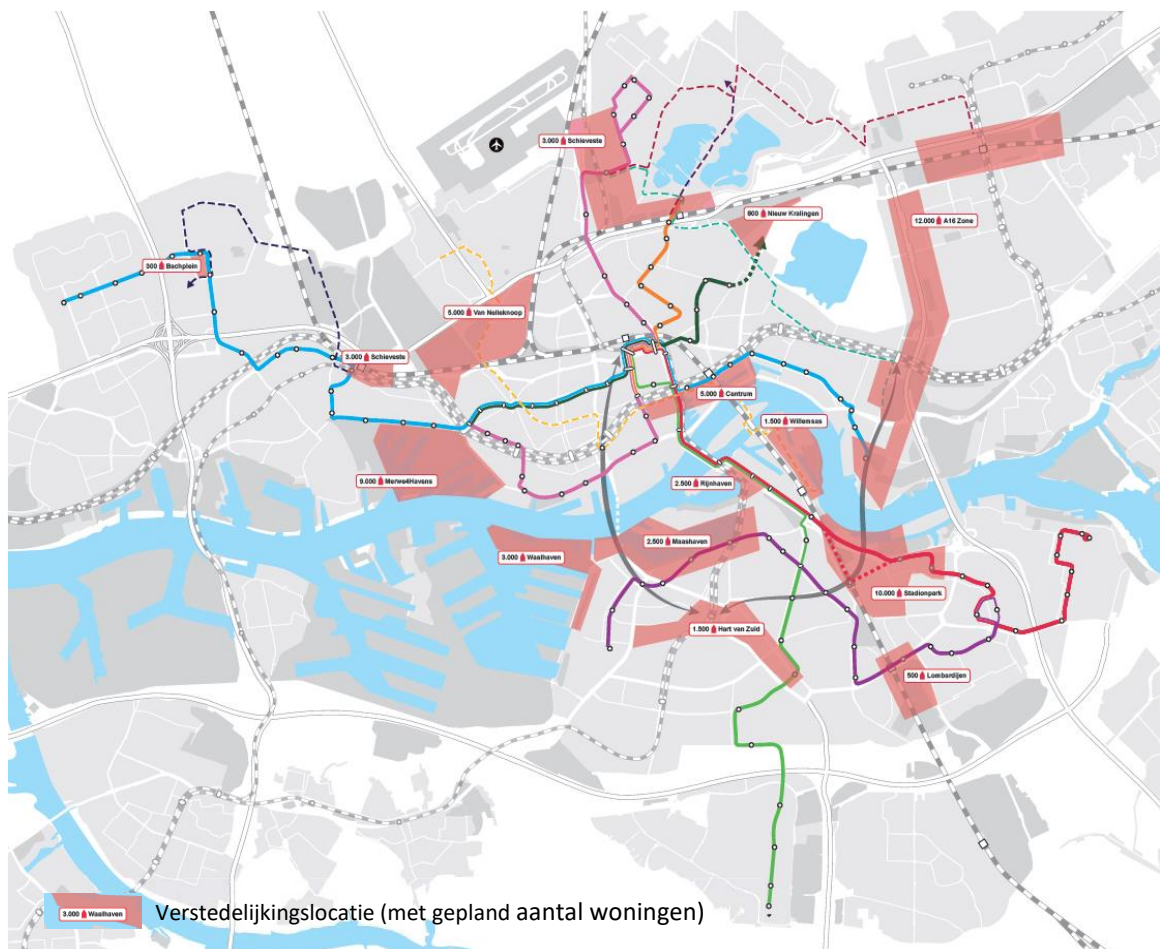 3.000 Schieveste
800 Nieuw Kralingen
12.000 A16 Zone
300 Bachplein
5.000 Van Nelleknoop
3.000 Schieveste
5.000 Centrum
1.500 Willemsas
9.000 Merwe4Havens
2.500 Rijnhaven
2.500 Maashaven
3.000 Waalhaven
10.000 Stadionpark
1.500 Hart van Zuid
500 Lombardijen
3.000 Waalhaven
Verstedelijkingslocatie (met gepland aantal woningen)